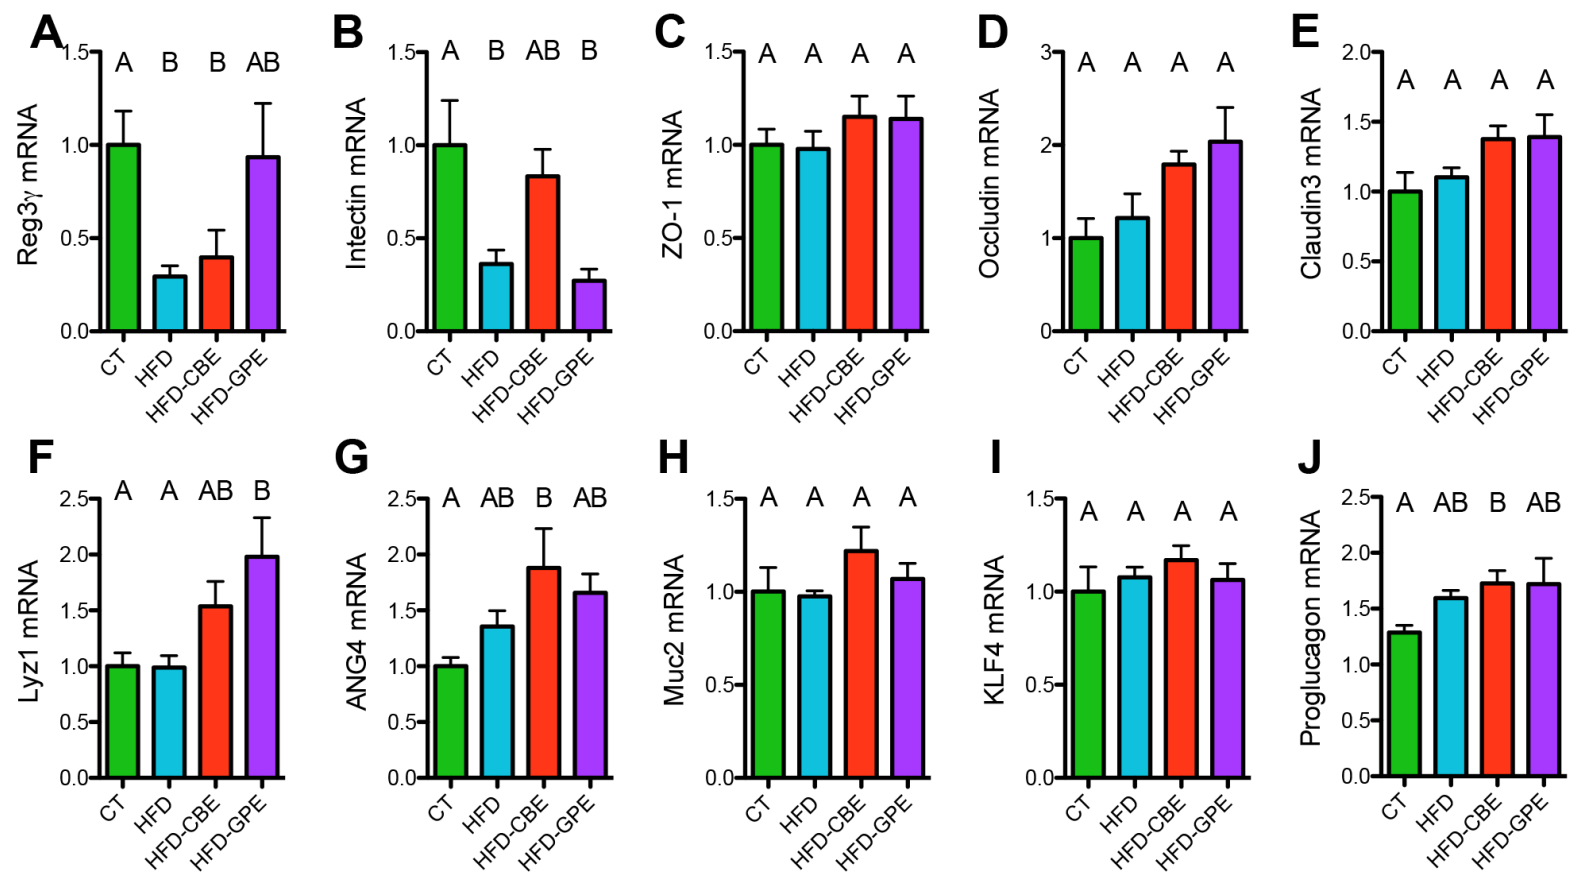 A
Reg3γ mRNA
1.5
1.0
0.5
0.0
A B B AB
CT
HFD
HFD-CBE
HFD-GPE
B
Intectin mRNA
1.5
1.0
0.5
0.0
A B AB B
CT
HFD
HFD-CBE
HFD-GPE
C
ZO-1 mRNA
1.5
1.0
0.5
0.0
A A A A
CT
HFD
HFD-CBE
HFD-GPE
D
Occludin mRNA
3
2
1
0
A A A A
CT
HFD
HFD-CBE
HFD-GPE
E
Claudin3 mRNA
2.0
1.5
1.0
0.5
0.0
A A A A
CT
HFD
HFD-CBE
HFD-GPE
F
Lyz1 mRNA
2.5
2.0
1.5
1.0
0.5
0.0
A A AB B
CT
HFD
HFD-CBE
HFD-GPE
G
ANG4 mRNA
2.5
2.0
1.5
1.0
0.5
0.0
A AB B AB
CT
HFD
HFD-CBE
HFD-GPE
H
Muc2 mRNA
1.5
1.0
0.5
0.0
A A A A
CT
HFD
HFD-CBE
HFD-GPE
I
KLF4 mRNA
1.5
1.0
0.5
0.0
A A A A
CT
HFD
HFD-CBE
HFD-GPE
J
Proglucagon mRNA
2.5
2.0
1.5
1.0
0.5
0.0
A AB B AB
CT
HFD
HFD-CBE
HFD-GPE